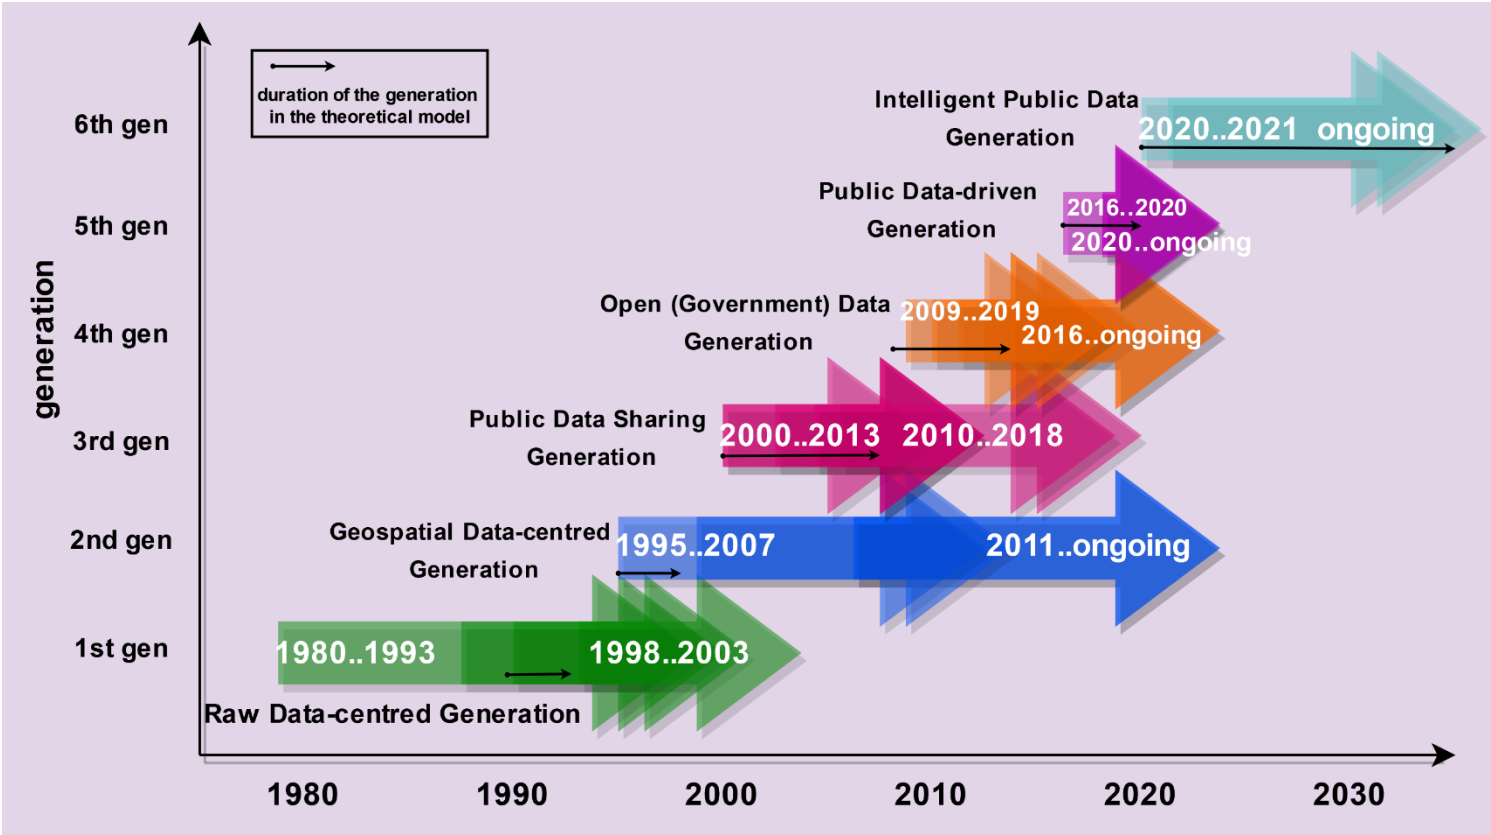 duration of the generation
in the theoretical model
6th gen
Intelligent Public Data
Generation
2020..2021 ongoing
5th gen
Public Data-driven
Generation
2016..2020
2020..ongoing
4th gen
Open (Government) Data
Generation
2009..2019
2016..ongoing
3rd gen
Public Data Sharing
Generation
2000..2013 2010..2018
2nd gen
Geospatial Data-centred
Generation
1995..2007
2011..ongoing
1st gen
1980..1993
1998..2003
Raw Data-centred Generation
generation
1980 1990 2000 2010 2020 2030